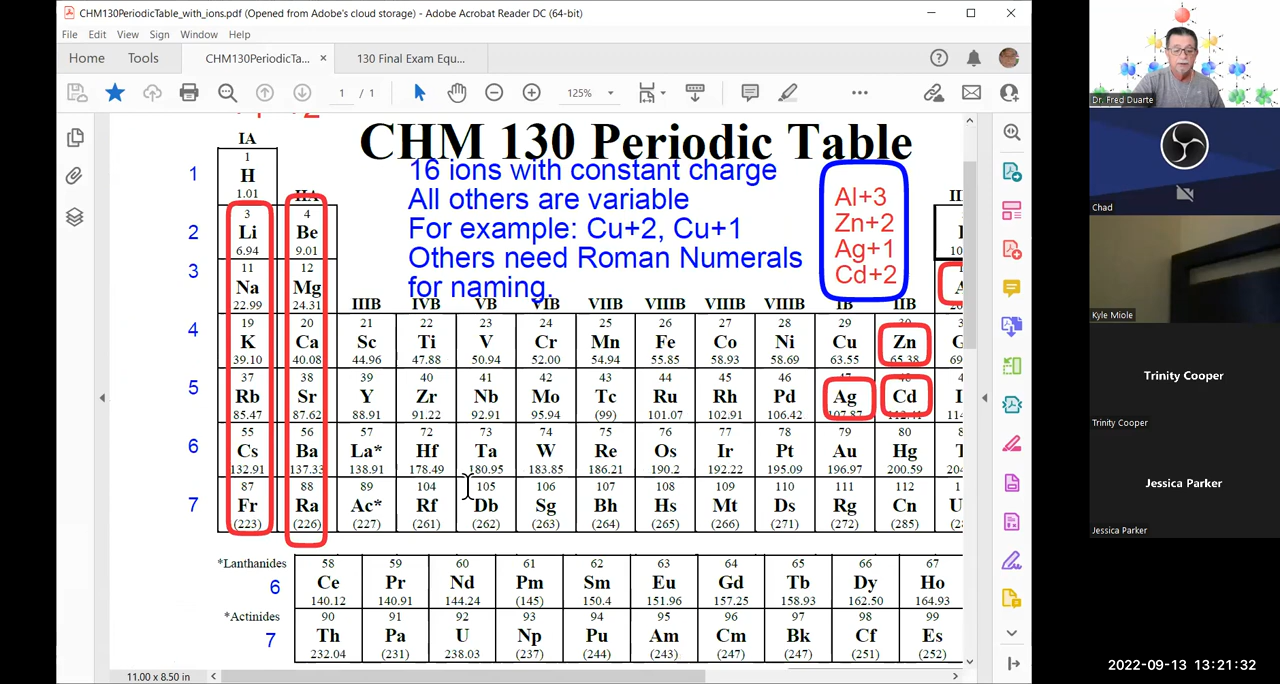 CHM130PeriodicTable_with_ions.pdf (Opened from Adobe's cloud storage) - Adobe Acrobat Reader DC (64-bit)
File Edit View Sign Window Help
Home Tools CHM130PeriodicTa... × 130 Final Exam Equ...
1 / 1 125%
IA
CHM 130 Periodic Table
16 ions with constant charge
All others are variable
For example: Cu+2, Cu+1
Others need Roman Numerals
for naming.
Al+3
Zn+2
Ag+1
Cd+2
1
1
H
1.01
IIA
2
3 4
Li Be
6.94 9.01
3
11 12
Na Mg
22.99 24.31
IIIB IVB VB VIB VIIB VIIIB VIIIB VIIIB IB IIB
4
19 20 21 22 23 24 25 26 27 28 29 30
K Ca Sc Ti V Cr Mn Fe Co Ni Cu Zn
39.10 40.08 44.96 47.88 50.94 52.00 54.94 55.85 58.93 58.69 63.55 65.38
5
37 38 39 40 41 42 43 44 45 46 47 48
Rb Sr Y Zr Nb Mo Tc Ru Rh Pd Ag Cd
85.47 87.62 88.91 91.22 92.91 95.94 (99) 101.07 102.91 106.42 107.87 112.41
6
55 56 57 72 73 74 75 76 77 78 79 80
Cs Ba La* Hf Ta W Re Os Ir Pt Au Hg
132.91 137.33 138.91 178.49 180.95 183.85 186.21 190.2 192.22 195.09 196.97 200.59
7
87 88 89 104 105 106 107 108 109 110 111 112
Fr Ra Ac* Rf Db Sg Bh Hs Mt Ds Rg Cn
(223) (226) (227) (261) (262) (263) (264) (265) (266) (271) (272) (285)
*Lanthanides
6
58 59 60 61 62 63 64 65 66 67
Ce Pr Nd Pm Sm Eu Gd Tb Dy Ho
140.12 140.91 144.24 (145) 150.4 151.96 157.25 158.93 162.50 164.93
*Actinides
7
90 91 92 93 94 95 96 97 98 99
Th Pa U Np Pu Am Cm Bk Cf Es
232.04 (231) 238.03 (237) (244) (243) (247) (247) (251) (252)
11.00 x 8.50 in
Dr. Fred Duarte
Chad
Kyle Miole
Trinity Cooper
Trinity Cooper
Jessica Parker
Jessica Parker
2022-09-13 13:21:32